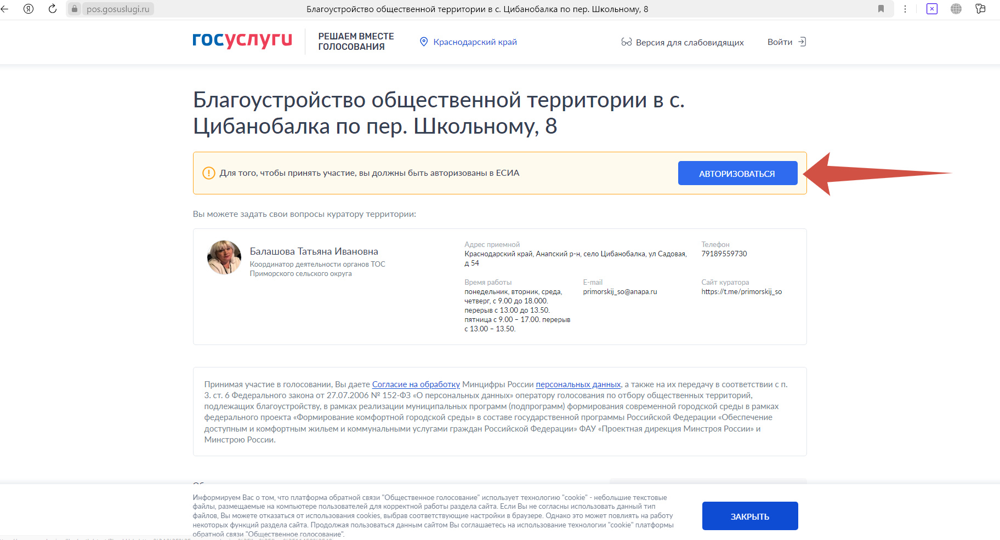 pos.gosuslugi.ru
Благоустройство общественной территории в с. Цибанобалка по пер. Школьному, 8
госуслуги
РЕШАЕМ ВМЕСТЕ
ГОЛОСОВАНИЯ
Краснодарский край
Версия для слабовидящих
Войти
Благоустройство общественной территории в с.
Цибанобалка по пер. Школьному, 8
Для того, чтобы принять участие, вы должны быть авторизованы в ЕСИА
АВТОРИЗОВАТЬСЯ
Вы можете задать свои вопросы куратору территории:
Балашова Татьяна Ивановна
Координатор деятельности органов ТОС
Приморского сельского округа
Адрес приемной
Краснодарский край, Анапский р-н, село Цибанобалка, ул Садовая,
д 54
Телефон
79189559730
Время работы
понедельник, вторник, среда,
четверг, с 9.00 до 18.000.
перерыв с 13.00 до 13.50.
пятница с 9.00 – 17.00. перерыв
с 13.00 – 13.50.
E-mail
primorskij_so@anapa.ru
Сайт куратора
https://t.me/primorskij_so
Принимая участие в голосовании, Вы даете Согласие на обработку Минцифры России персональных данных, а также на их передачу в соответствии с п.
3. ст. 6 Федерального закона от 27.07.2006 № 152-ФЗ «О персональных данных» оператору голосования по отбору общественных территорий,
подлежащих благоустройству, в рамках реализации муниципальных программ (подпрограмм) формирования современной городской среды в рамках
федерального проекта «Формирование комфортной городской среды» в составе государственной программы Российской Федерации «Обеспечение
доступным и комфортным жильем и коммунальными услугами граждан Российской Федерации» ФАУ «Проектная дирекция Минстроя России» и
Минстрою России.
Информируем Вас о том, что платформа обратной связи "Общественное голосование" использует технологию "cookie" - небольшие текстовые
файлы, размещаемые на компьютере пользователей для корректной работы раздела сайта. Если Вы не согласны использовать данный тип
файлов, Вы можете отказаться от использования cookies, выбрав соответствующие настройки в браузере. Однако это может повлиять на работу
некоторых функций раздела сайта. Продолжая пользоваться данным сайтом Вы соглашаетесь на использование технологии "cookie" платформы
обратной связи "Общественное голосование".
ЗАКРЫТЬ